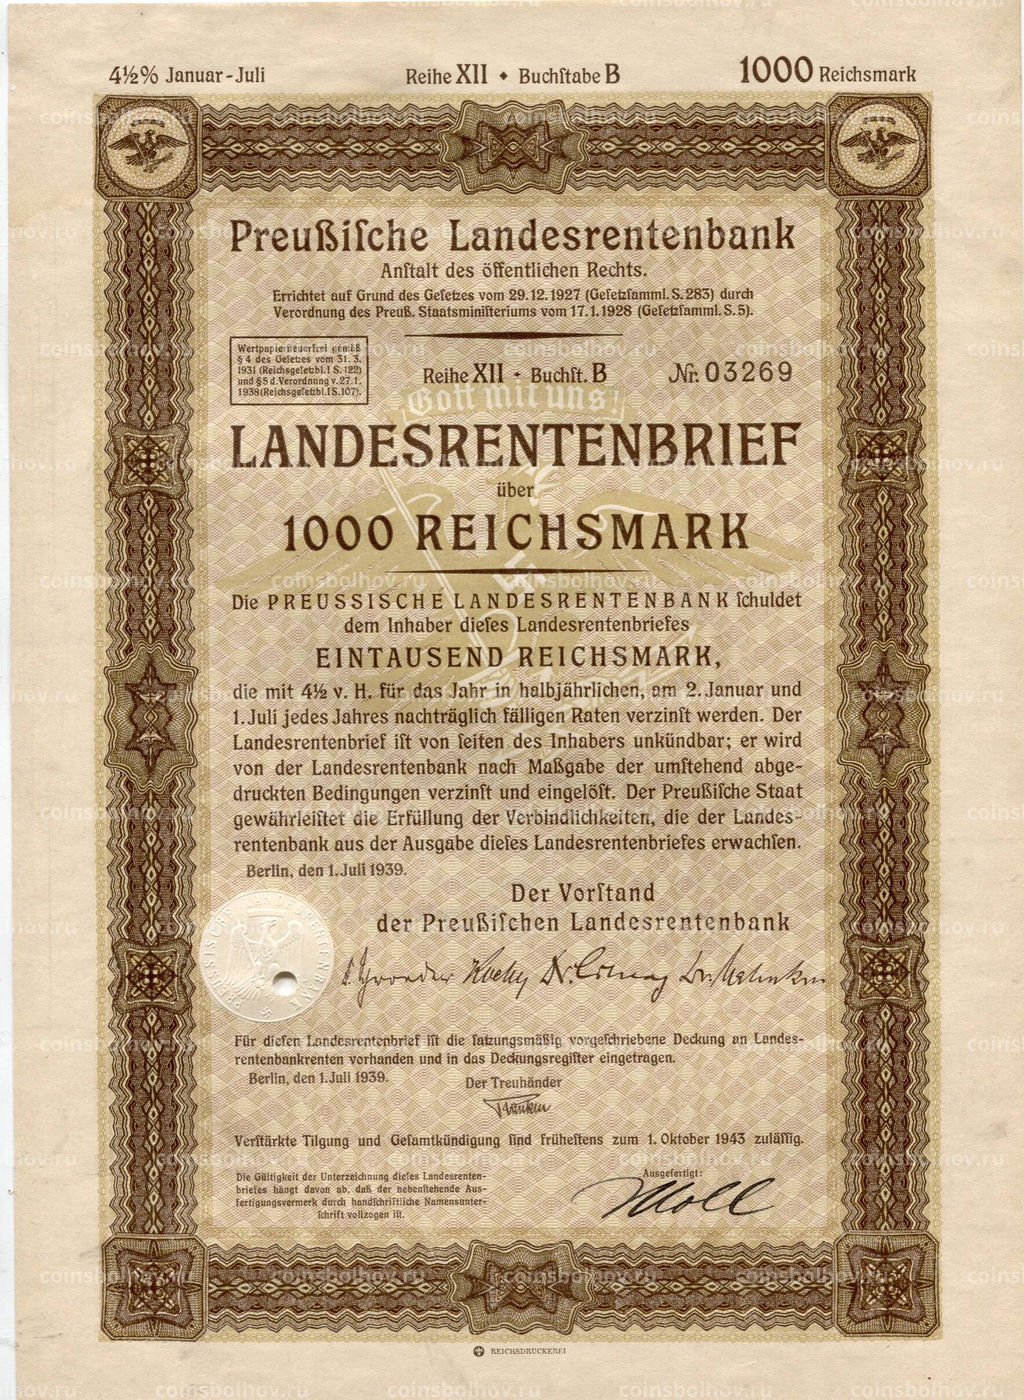 4½% Januar-Juli
Reihe XII ⬩ Buchſtabe B
1000 Reichsmark
Preußiſche Landesrentenbank
Anſtalt des öffentlichen Rechts.
Errichtet auf Grund des Geſetzes vom 29.12.1927 (Geſetzſamml. S. 283) durch
Verordnung des Preuß. Staatsminiſteriums vom 17.1.1928 (Geſetzſamml. S. 5).
Wertpapierſteuerfrei gemäß
§ 4 des Geſetzes vom 31. 3.
1931 (Reichsgeſetzbl. I S. 122)
und § 5 d. Verordnung v. 27. 1.
1938 (Reichsgeſetzbl. I S. 107).
Reihe XII ⬩ Buchſt. B
Nr. 03269
Gott mit uns!
LANDESRENTENBRIEF
über
1000 REICHSMARK
Die PREUSSISCHE LANDESRENTENBANK ſchuldet
dem Inhaber dieſes Landesrentenbriefes
EINTAUSEND REICHSMARK,
die mit 4½ v. H. für das Jahr in halbjährlichen, am 2. Januar und
1. Juli jedes Jahres nachträglich fälligen Raten verzinſt werden. Der
Landesrentenbrief iſt von ſeiten des Inhabers unkündbar; er wird
von der Landesrentenbank nach Maßgabe der umſtehend abge-
druckten Bedingungen verzinſt und eingelöſt. Der Preußiſche Staat
gewährleiſtet die Erfüllung der Verbindlichkeiten, die der Landes-
rentenbank aus der Ausgabe dieſes Landesrentenbriefes erwachſen.
Berlin, den 1. Juli 1939.
Der Vorſtand
der Preußiſchen Landesrentenbank
PREUSSISCHE LANDESRENTENBANK
Für dieſen Landesrentenbrief iſt die ſatzungsmäßig vorgeſchriebene Deckung an Landes-
rentenbankrenten vorhanden und in das Deckungsregiſter eingetragen.
Berlin, den 1. Juli 1939.
Der Treuhänder
Verſtärkte Tilgung und Geſamtkündigung ſind früheſtens zum 1. Oktober 1943 zuläſſig.
Die Gültigkeit der Unterzeichnung dieſes Landesrenten-
briefes hängt davon ab, daß der nebenſtehende Aus-
fertigungsvermerk durch handſchriftliche Namensunter-
ſchrift vollzogen iſt.
Ausgefertigt:
Moll
REICHSDRUCKEREI
coinsbolhov.ru